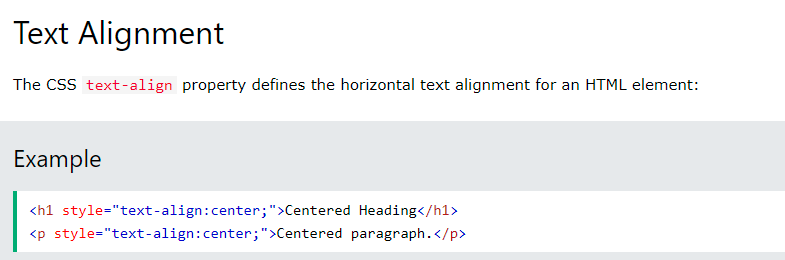 Text Alignment
The CSS text-align property defines the horizontal text alignment for an HTML element:
Example
<h1 style="text-align:center;">Centered Heading</h1>
<p style="text-align:center;">Centered paragraph.</p>